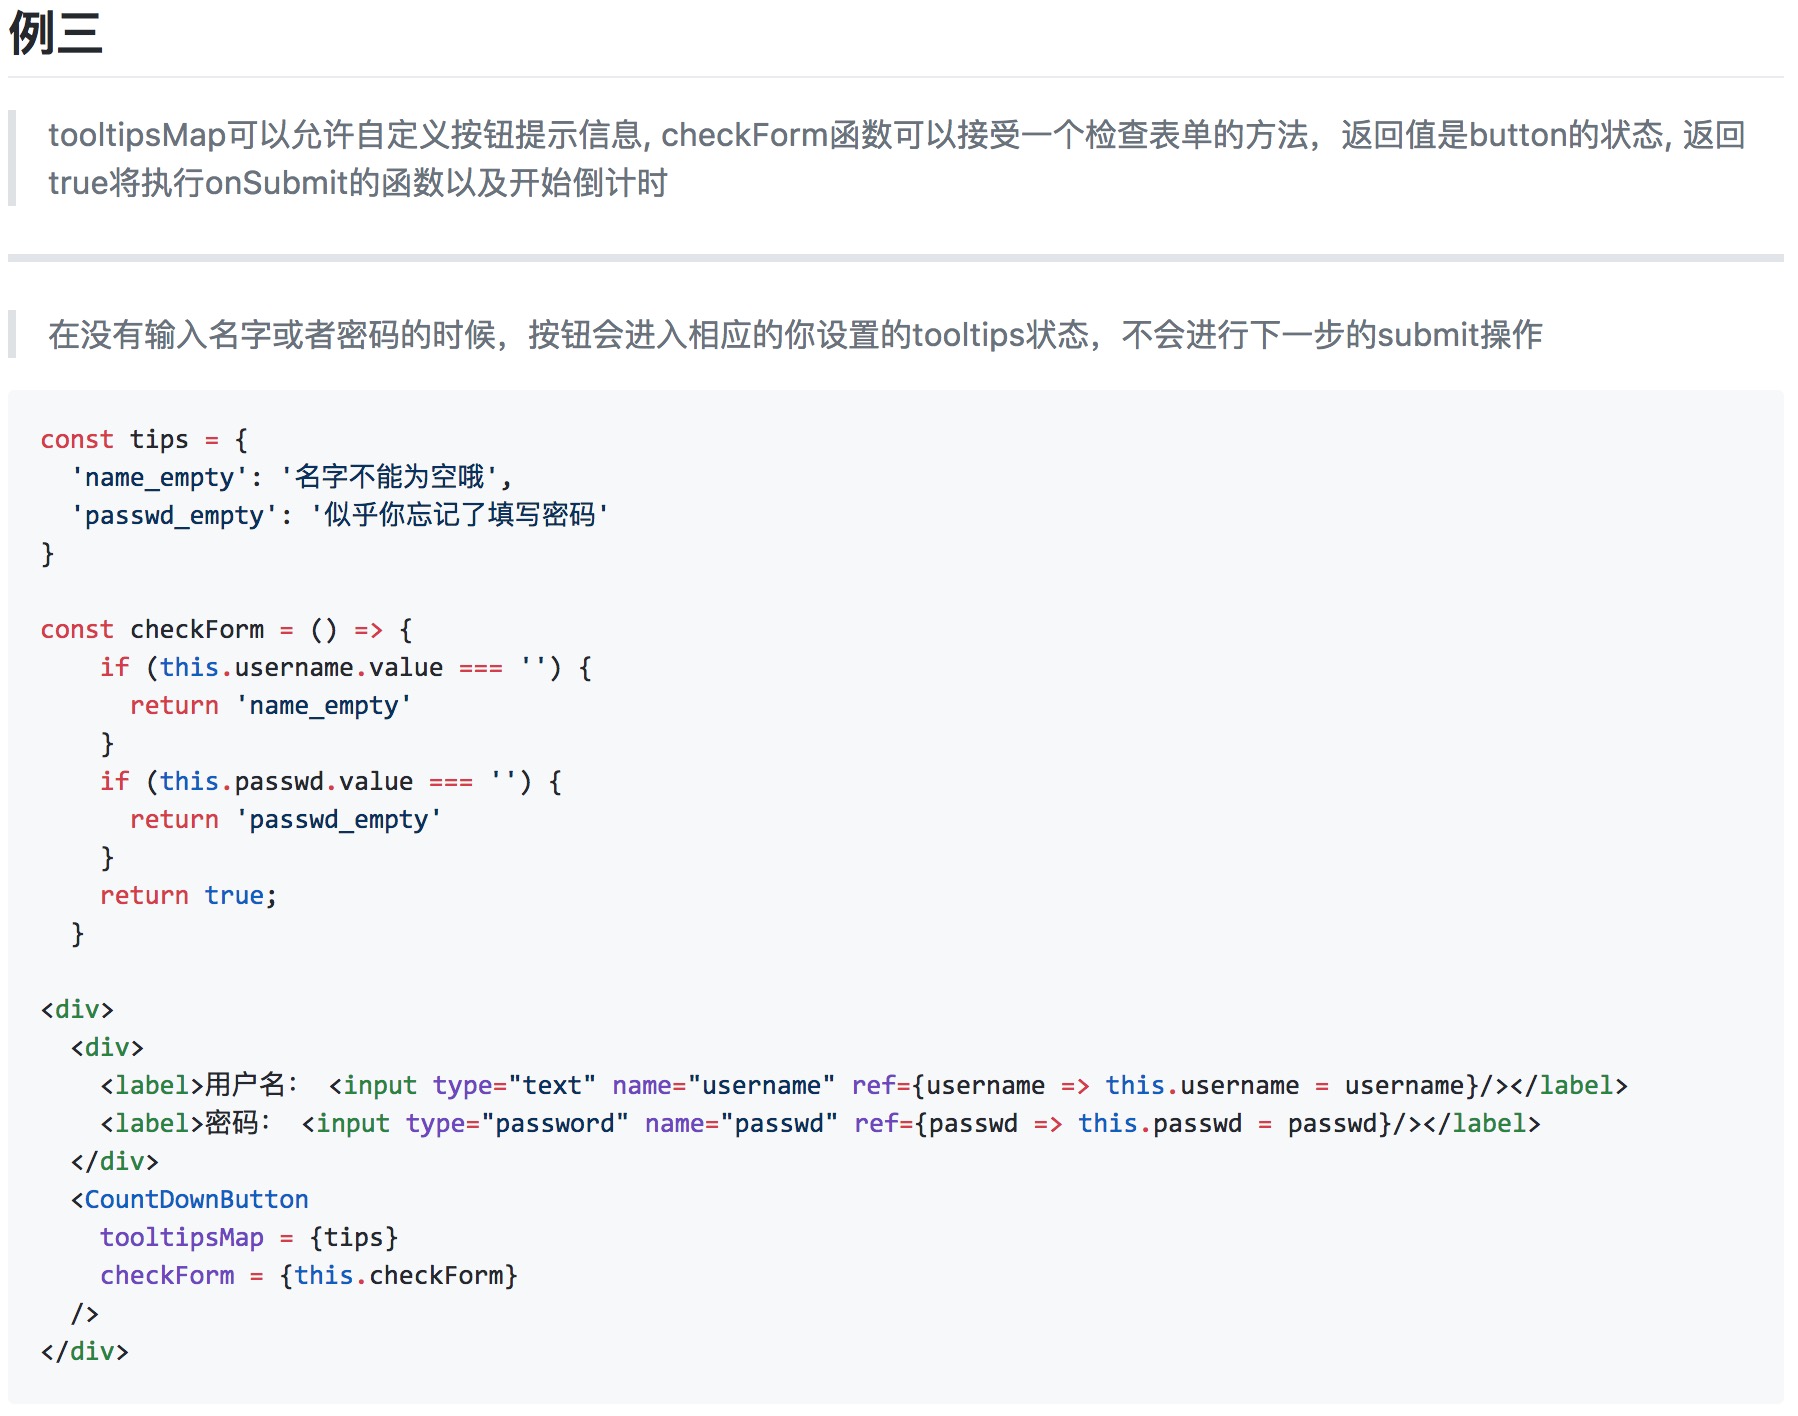 例三
tooltipsMap可以允许自定义按钮提示信息, checkForm函数可以接受一个检查表单的方法，返回值是button的状态, 返回
true将执行onSubmit的函数以及开始倒计时
在没有输入名字或者密码的时候，按钮会进入相应的你设置的tooltips状态，不会进行下一步的submit操作
const tips = {
  'name_empty': '名字不能为空哦',
  'passwd_empty': '似乎你忘记了填写密码'
}
const checkForm = () => {
    if (this.username.value === '') {
      return 'name_empty'
    }
    if (this.passwd.value === '') {
      return 'passwd_empty'
    }
    return true;
  }
<div>
  <div>
    <label>用户名： <input type="text" name="username" ref={username => this.username = username}/></label>
    <label>密码： <input type="password" name="passwd" ref={passwd => this.passwd = passwd}/></label>
  </div>
  <CountDownButton
    tooltipsMap = {tips}
    checkForm = {this.checkForm}
  />
</div>